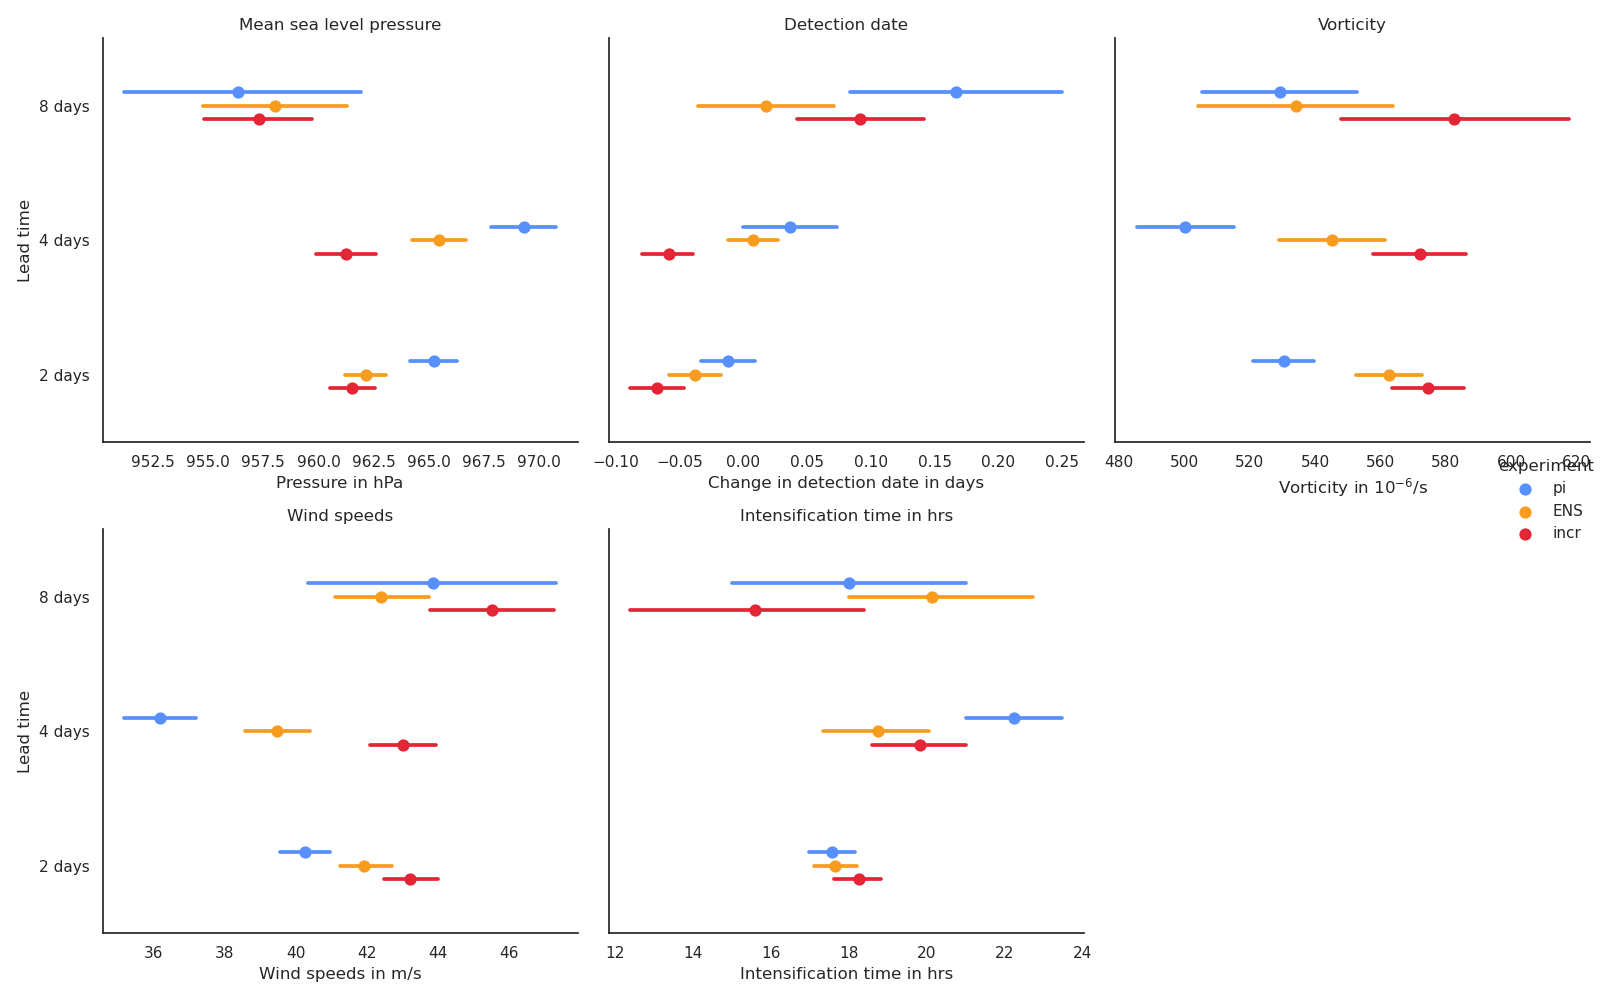 Mean sea level pressure
Detection date
Vorticity
Lead time
8 days
4 days
2 days
952.5 955.0 957.5 960.0 962.5 965.0 967.5 970.0
Pressure in hPa
−0.10 −0.05 0.00 0.05 0.10 0.15 0.20 0.25
Change in detection date in days
480 500 520 540 560 580 600 620
Vorticity in 10⁻⁶/s
experiment
pi
ENS
incr
Wind speeds
Intensification time in hrs
Lead time
8 days
4 days
2 days
36 38 40 42 44 46
Wind speeds in m/s
12 14 16 18 20 22 24
Intensification time in hrs